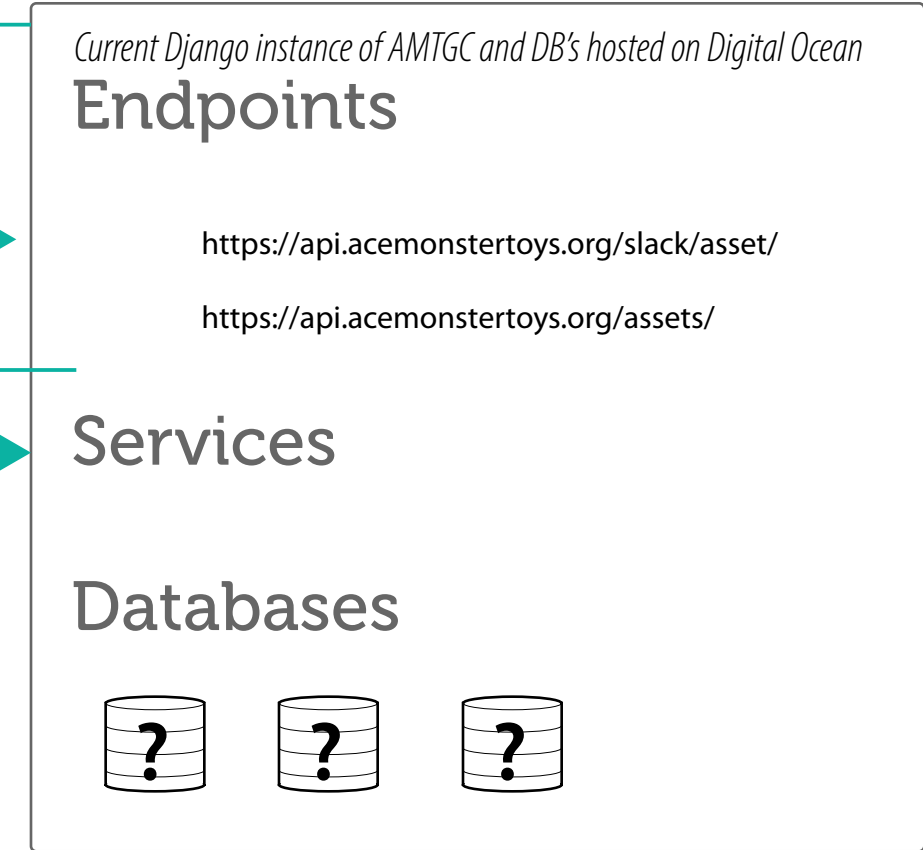 Current Django instance of AMTGC and DB's hosted on Digital Ocean
Endpoints
https://api.acemonstertoys.org/slack/asset/
https://api.acemonstertoys.org/assets/
Services
Databases
? ? ?